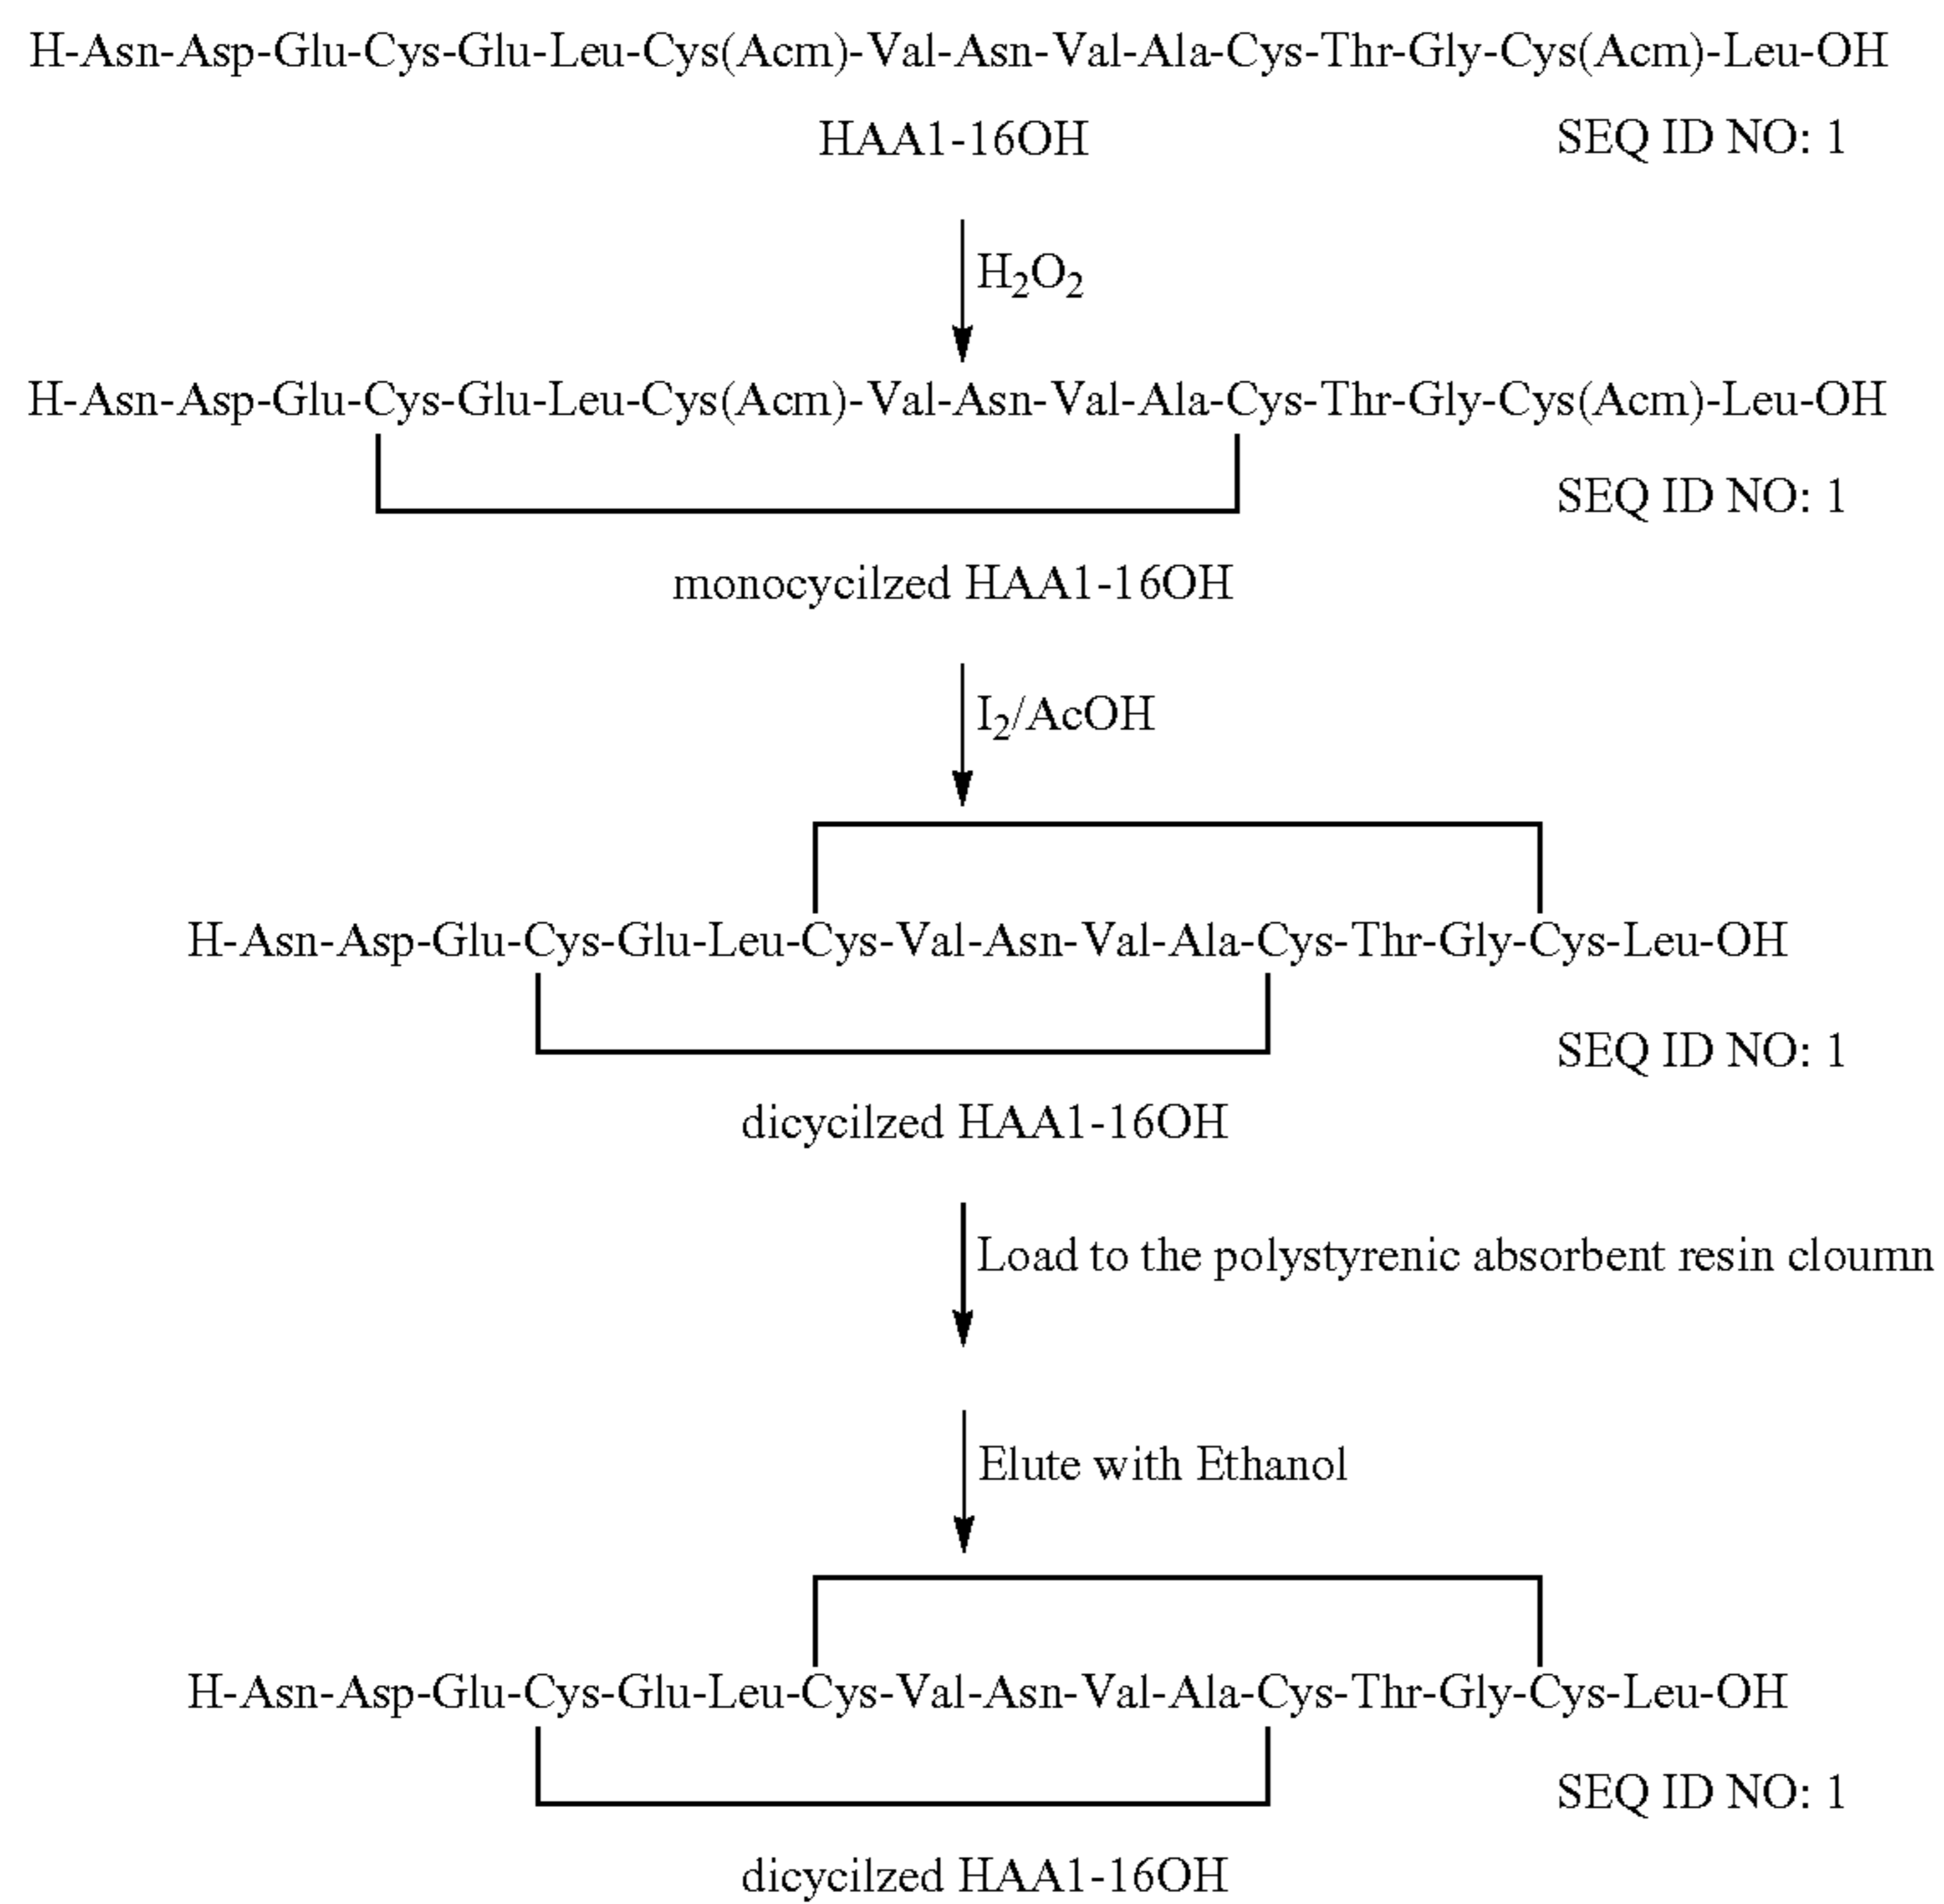 H-Asn-Asp-Glu-Cys-Glu-Leu-Cys(Acm)-Val-Asn-Val-Ala-Cys-Thr-Gly-Cys(Acm)-Leu-OH
HAA1-16OH SEQ ID NO: 1
H₂O₂
H-Asn-Asp-Glu-Cys-Glu-Leu-Cys(Acm)-Val-Asn-Val-Ala-Cys-Thr-Gly-Cys(Acm)-Leu-OH
SEQ ID NO: 1
monocycilzed HAA1-16OH
I₂/AcOH
H-Asn-Asp-Glu-Cys-Glu-Leu-Cys-Val-Asn-Val-Ala-Cys-Thr-Gly-Cys-Leu-OH
SEQ ID NO: 1
dicycilzed HAA1-16OH
Load to the polystyrenic absorbent resin cloumn
Elute with Ethanol
H-Asn-Asp-Glu-Cys-Glu-Leu-Cys-Val-Asn-Val-Ala-Cys-Thr-Gly-Cys-Leu-OH
SEQ ID NO: 1
dicycilzed HAA1-16OH